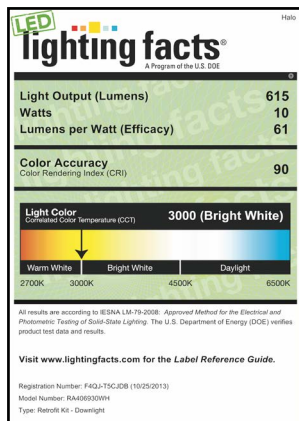 Halo
LED
lighting facts®
A Program of the U.S. DOE
Light Output (Lumens) 615
Watts 10
Lumens per Watt (Efficacy) 61
Color Accuracy
Color Rendering Index (CRI) 90
Light Color
Correlated Color Temperature (CCT) 3000 (Bright White)
Warm White Bright White Daylight
2700K 3000K 4500K 6500K
All results are according to IESNA LM-79-2008: Approved Method for the Electrical and
Photometric Testing of Solid-State Lighting. The U.S. Department of Energy (DOE) verifies
product test data and results.
Visit www.lightingfacts.com for the Label Reference Guide.
Registration Number: F4QJ-T5CJDB (10/25/2013)
Model Number: RA406930WH
Type: Retrofit Kit - Downlight